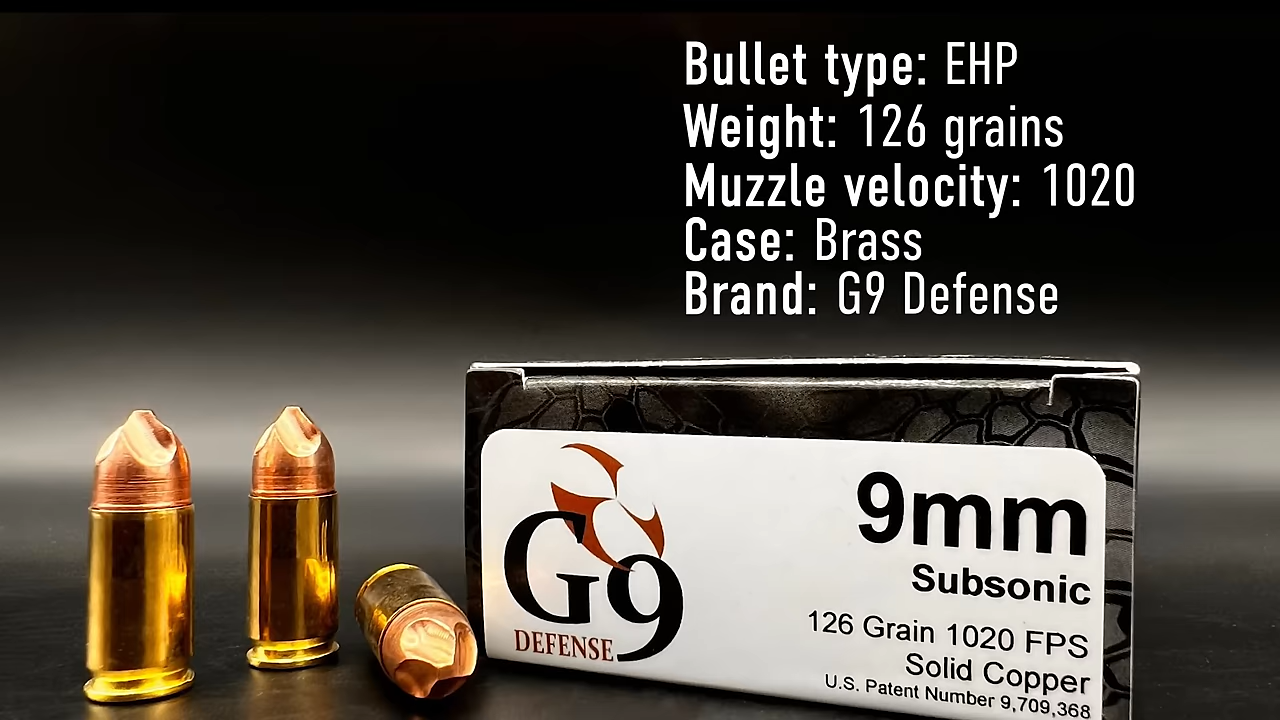 Bullet type: EHP
Weight: 126 grains
Muzzle velocity: 1020
Case: Brass
Brand: G9 Defense
G9
DEFENSE
9mm
Subsonic
126 Grain 1020 FPS
Solid Copper
U.S. Patent Number 9,709,368